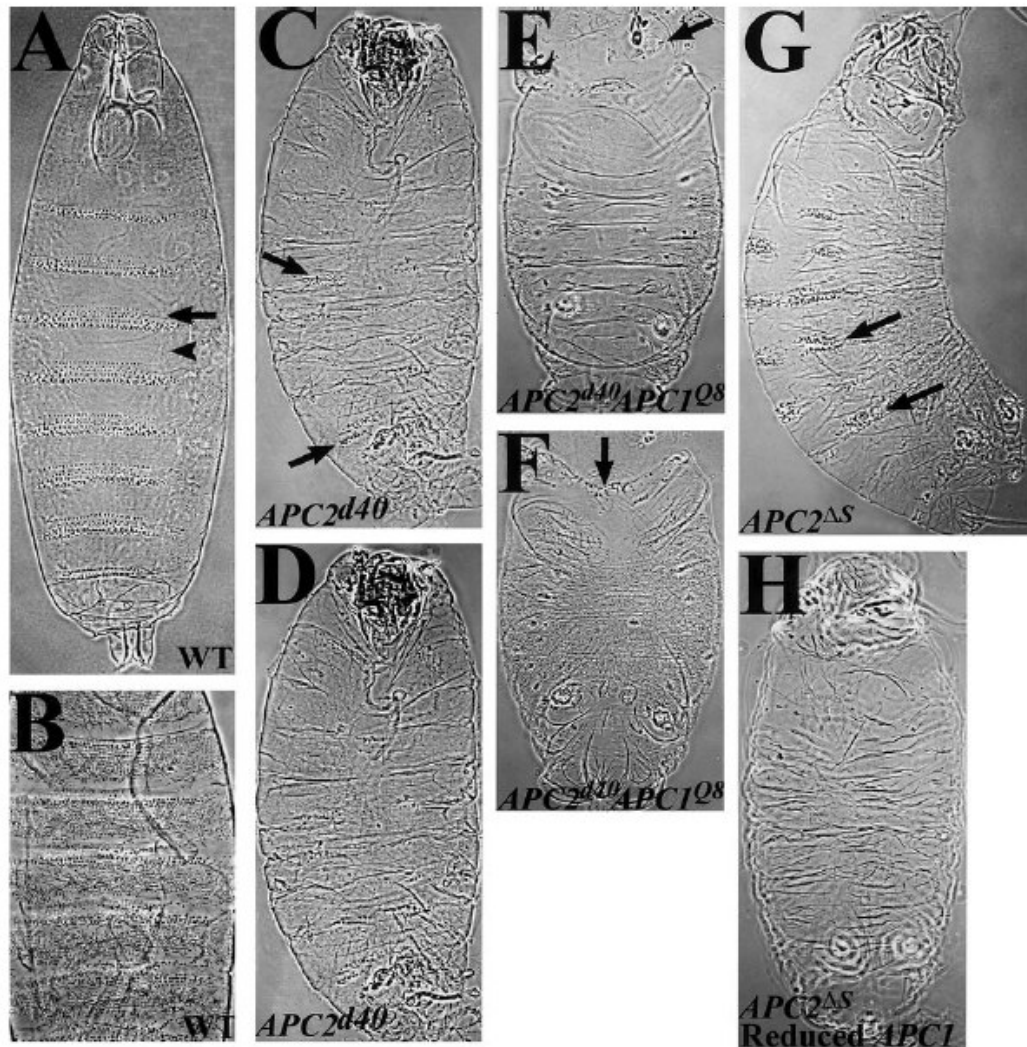 A
WT
B
WT
C
APC2d40
D
APC2d40
E
APC2d40APC1Q8
F
APC2d40APC1Q8
G
APC2ΔS
H
APC2ΔS
Reduced APC1